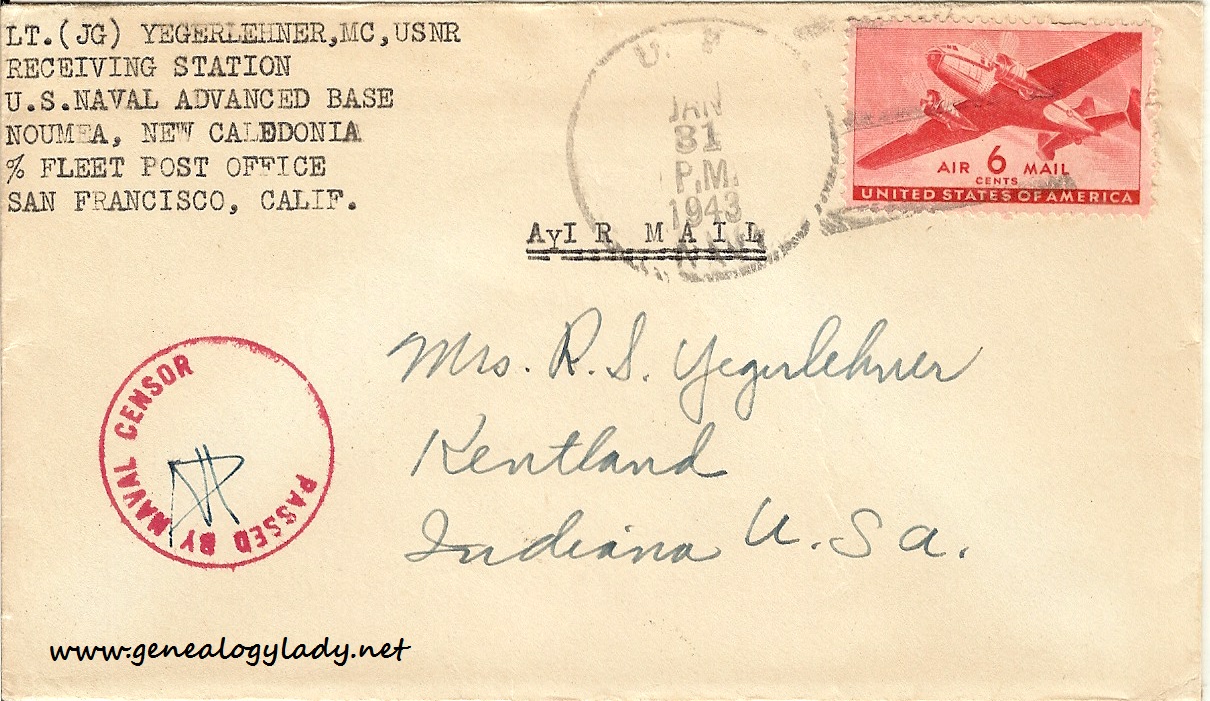 LT.(JG) YEGERLEHNER,MC,USNR
RECEIVING STATION
U.S.NAVAL ADVANCED BASE
NOUMEA, NEW CALEDONIA
% FLEET POST OFFICE
SAN FRANCISCO, CALIF.
U.
JAN
31
P.M.
1943
AIR 6 MAIL
CENTS
UNITED STATES OF AMERICA
AyI R M A I L
PASSED BY NAVAL CENSOR
Mrs. R. S. Yegerlehner
Kentland
Indiana U. S a.
www.genealogylady.net